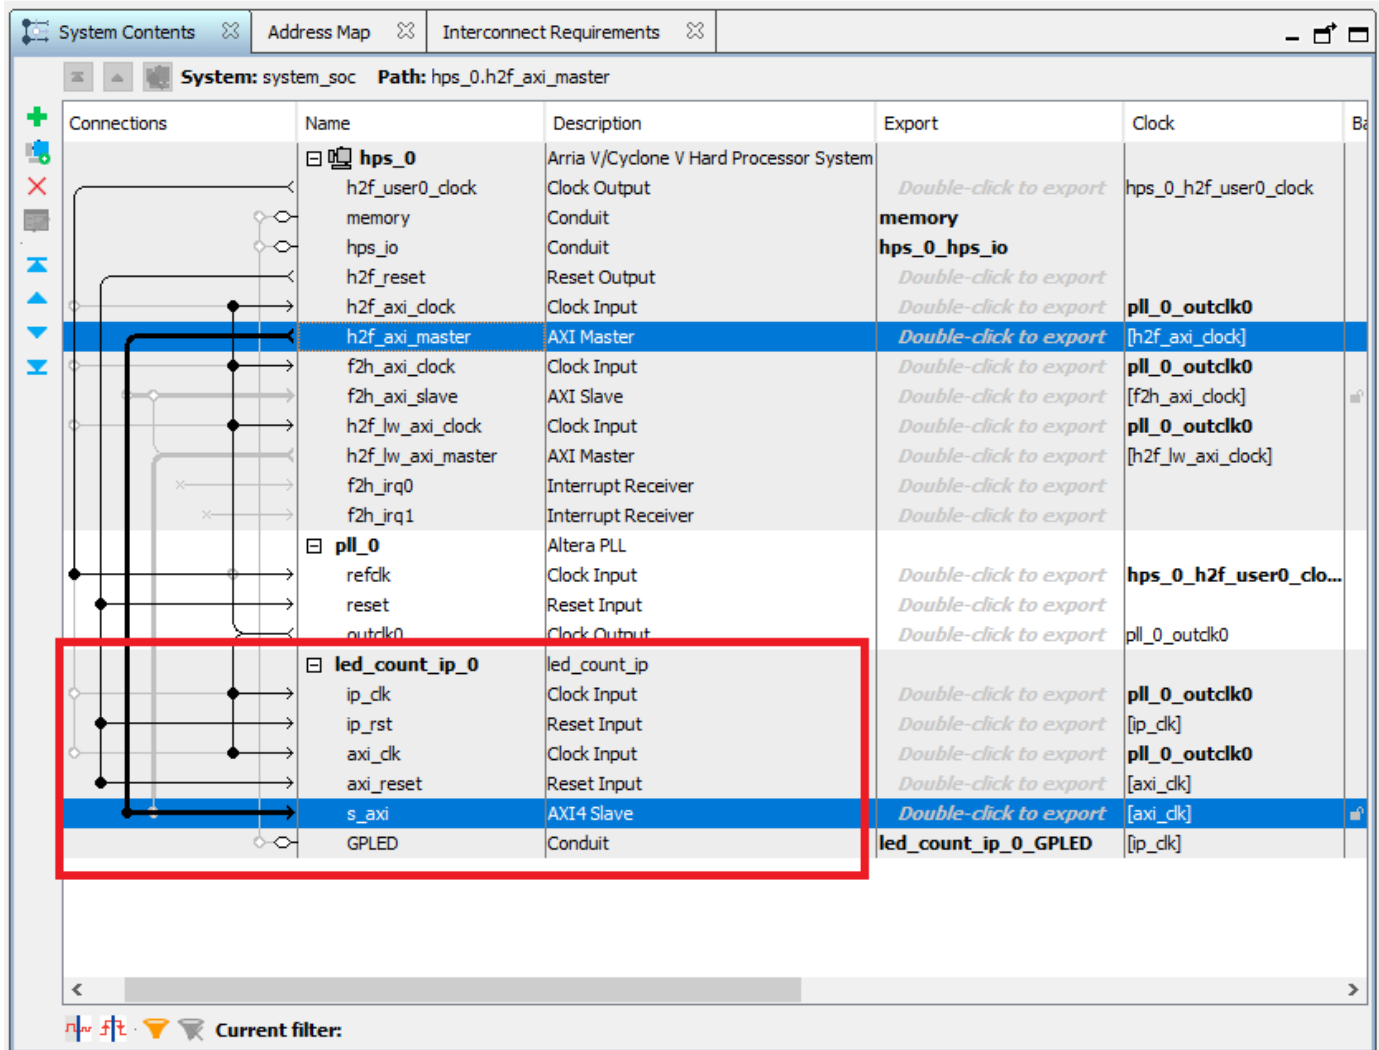 System Contents Address Map Interconnect Requirements
System: system_soc Path: hps_0.h2f_axi_master
Connections Name Description Export Clock Ba
hps_0 Arria V/Cyclone V Hard Processor System
h2f_user0_clock Clock Output Double-click to export hps_0_h2f_user0_clock
memory Conduit memory
hps_io Conduit hps_0_hps_io
h2f_reset Reset Output Double-click to export
h2f_axi_clock Clock Input Double-click to export pll_0_outclk0
h2f_axi_master AXI Master Double-click to export [h2f_axi_clock]
f2h_axi_clock Clock Input Double-click to export pll_0_outclk0
f2h_axi_slave AXI Slave Double-click to export [f2h_axi_clock]
h2f_lw_axi_clock Clock Input Double-click to export pll_0_outclk0
h2f_lw_axi_master AXI Master Double-click to export [h2f_lw_axi_clock]
f2h_irq0 Interrupt Receiver Double-click to export
f2h_irq1 Interrupt Receiver Double-click to export
pll_0 Altera PLL
refclk Clock Input Double-click to export hps_0_h2f_user0_clo...
reset Reset Input Double-click to export
outclk0 Clock Output Double-click to export pll_0_outclk0
led_count_ip_0 led_count_ip
ip_clk Clock Input Double-click to export pll_0_outclk0
ip_rst Reset Input Double-click to export [ip_clk]
axi_clk Clock Input Double-click to export pll_0_outclk0
axi_reset Reset Input Double-click to export [axi_clk]
s_axi AXI4 Slave Double-click to export [axi_clk]
GPLED Conduit led_count_ip_0_GPLED [ip_clk]
Current filter: